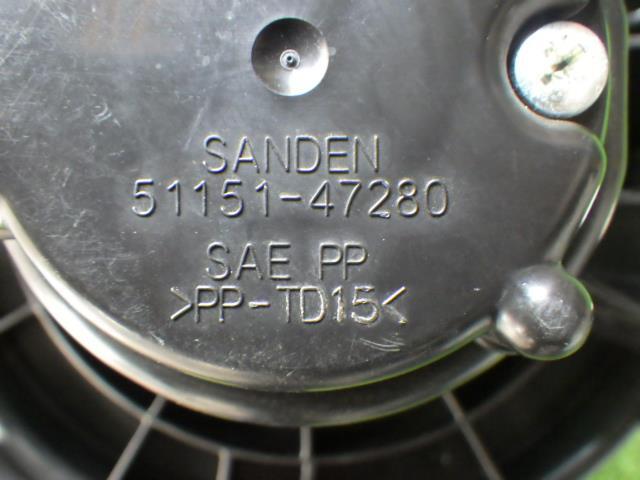 SANDEN
51151-47280
SAE PP
>PP-TD15<